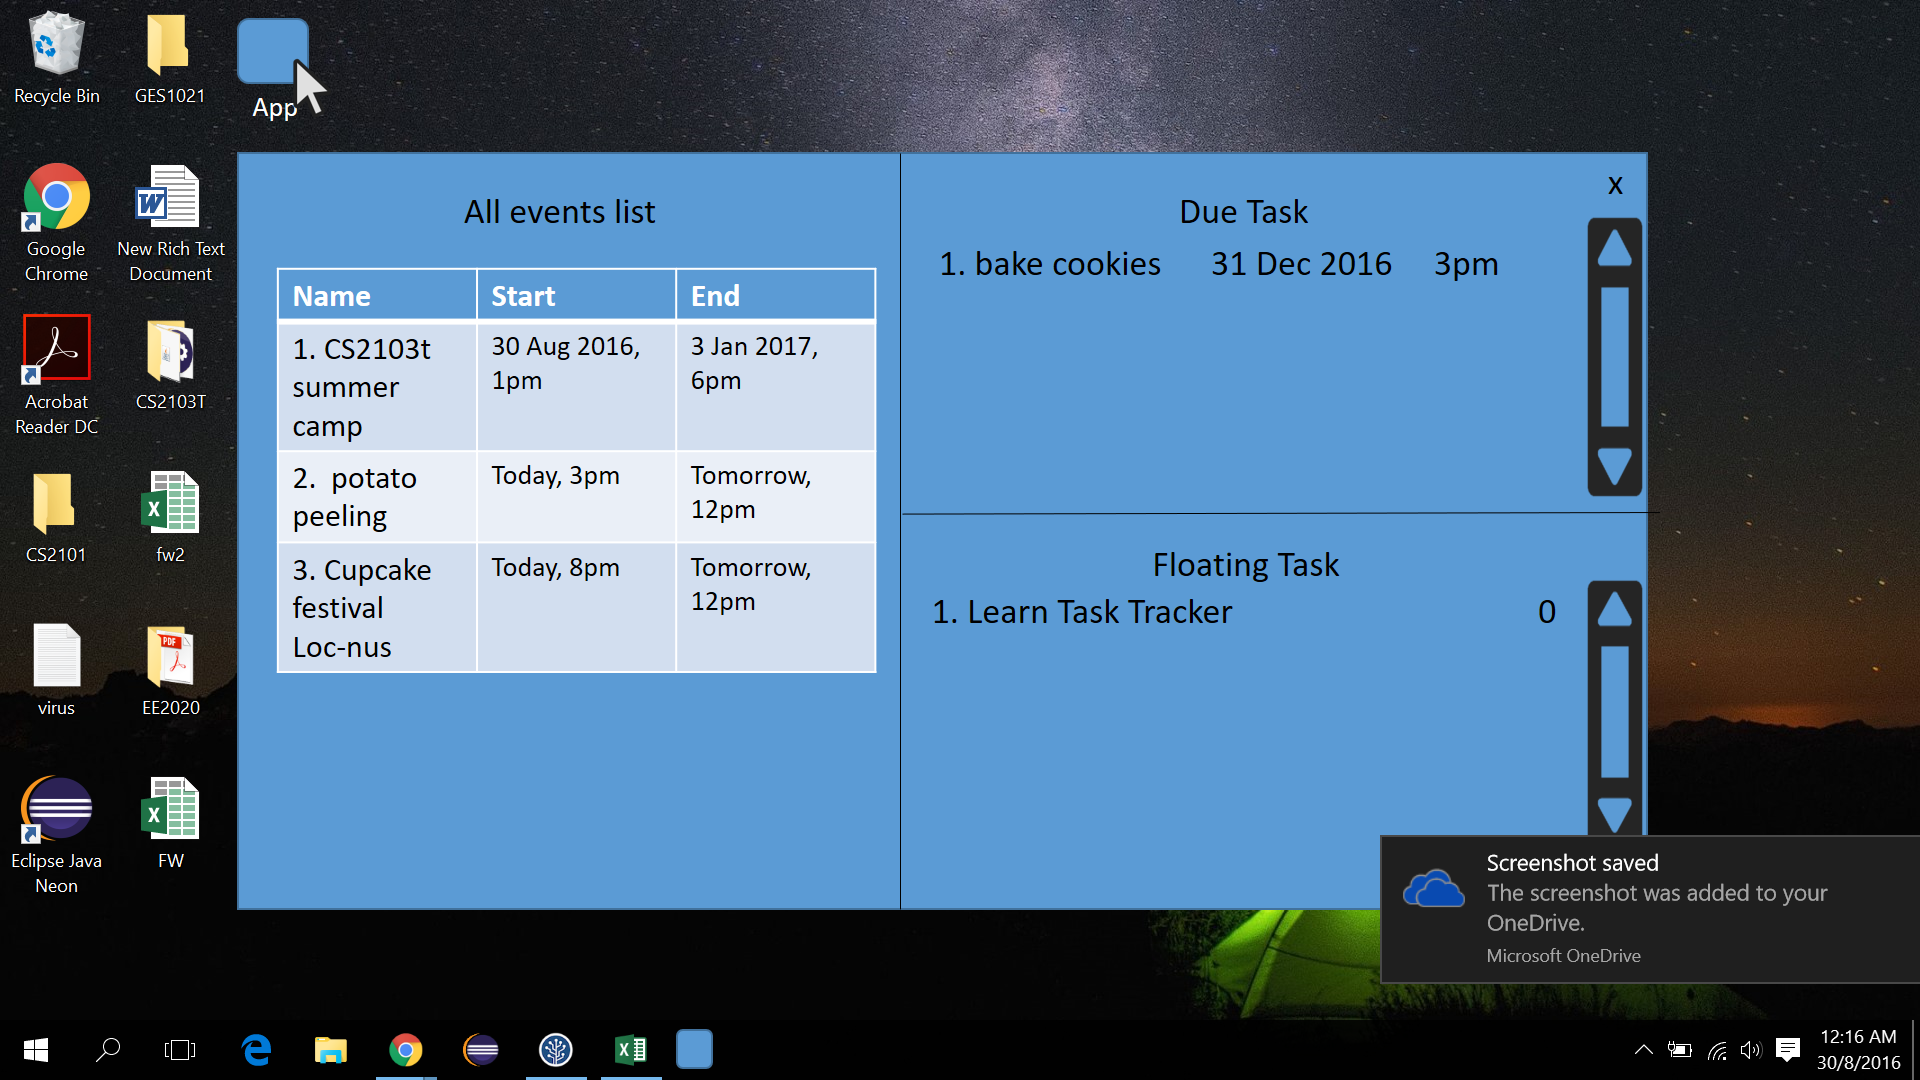 Recycle Bin
GES1021
App
Google
Chrome
New Rich Text
Document
Acrobat
Reader DC
CS2103T
CS2101
fw2
virus
EE2020
PDF
Eclipse Java
Neon
FW
All events list
Name Start End
1. CS2103t
summer
camp
30 Aug 2016,
1pm
3 Jan 2017,
6pm
2. potato
peeling
Today, 3pm
Tomorrow,
12pm
3. Cupcake
festival
Loc-nus
Today, 8pm
Tomorrow,
12pm
x
Due Task
1. bake cookies 31 Dec 2016 3pm
Floating Task
1. Learn Task Tracker 0
Screenshot saved
The screenshot was added to your
OneDrive.
Microsoft OneDrive
12:16 AM
30/8/2016